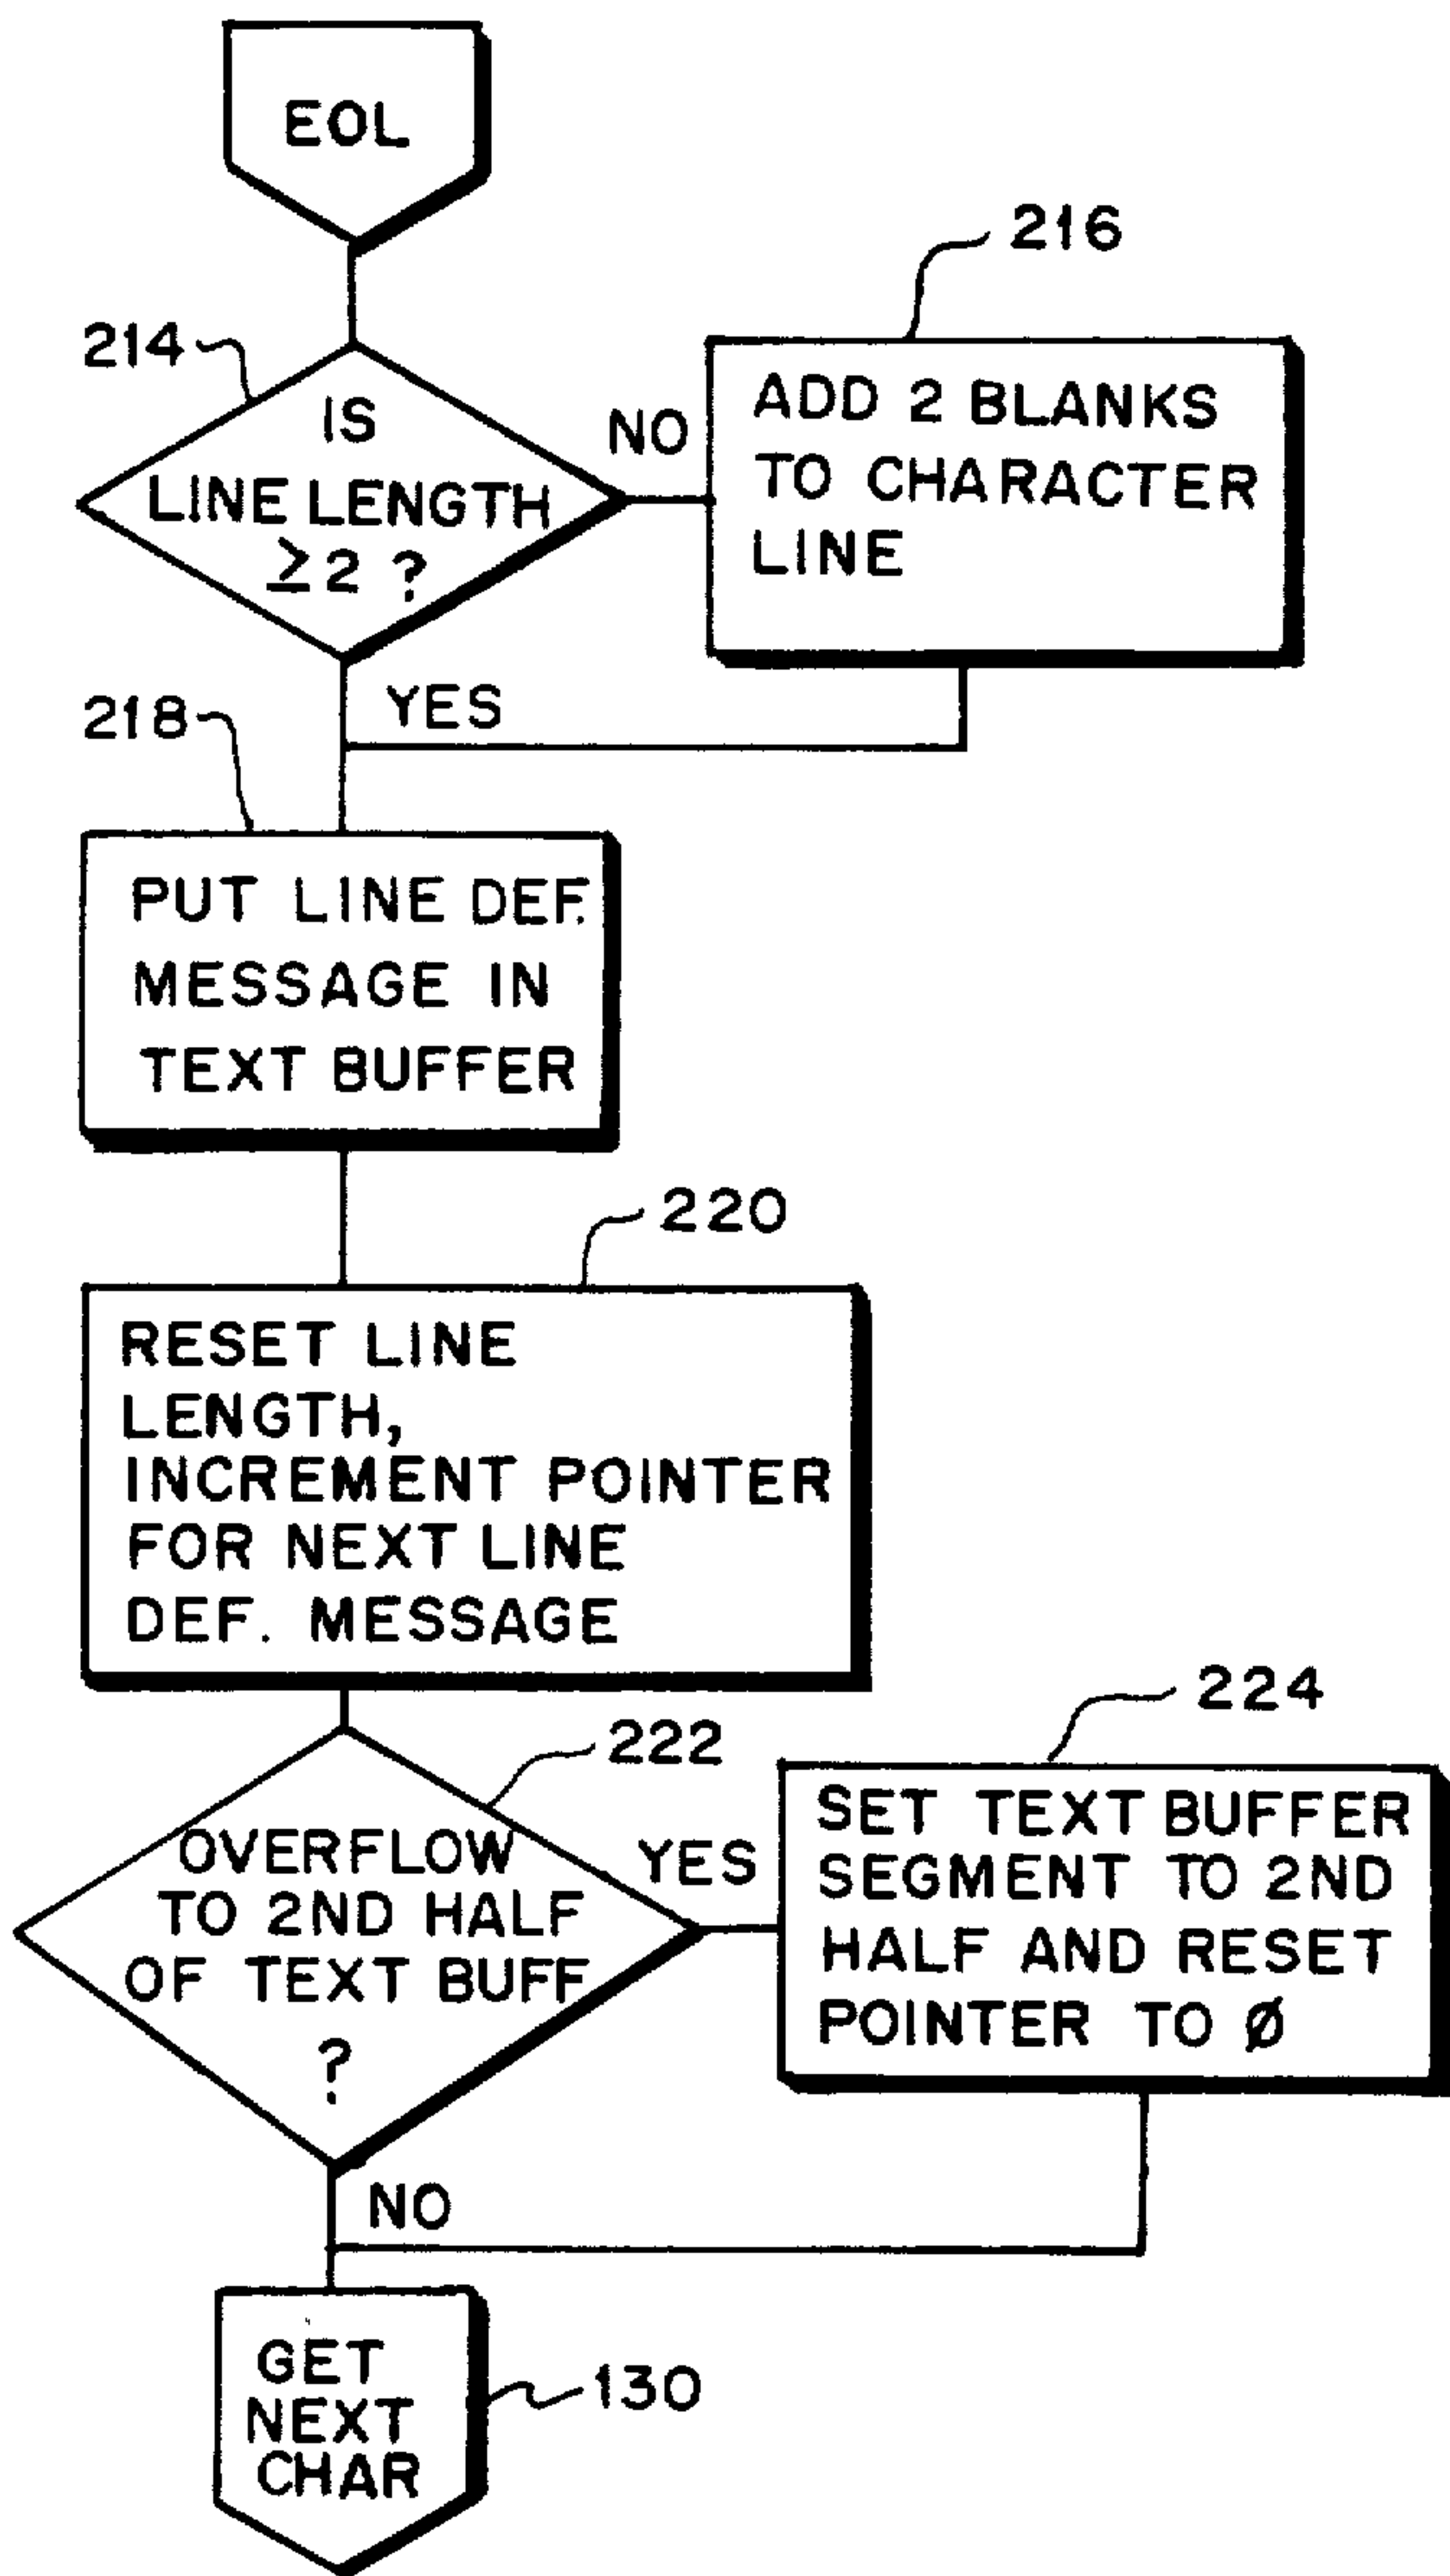 EOL
216
214
IS
LINE LENGTH
≥2 ?
NO
ADD 2 BLANKS
TO CHARACTER
LINE
YES
218
PUT LINE DEF.
MESSAGE IN
TEXT BUFFER
220
RESET LINE
LENGTH,
INCREMENT POINTER
FOR NEXT LINE
DEF. MESSAGE
222
224
OVERFLOW
TO 2ND HALF
OF TEXT BUFF
?
YES
SET TEXT BUFFER
SEGMENT TO 2ND
HALF AND RESET
POINTER TO Ø
NO
GET
NEXT
CHAR
130